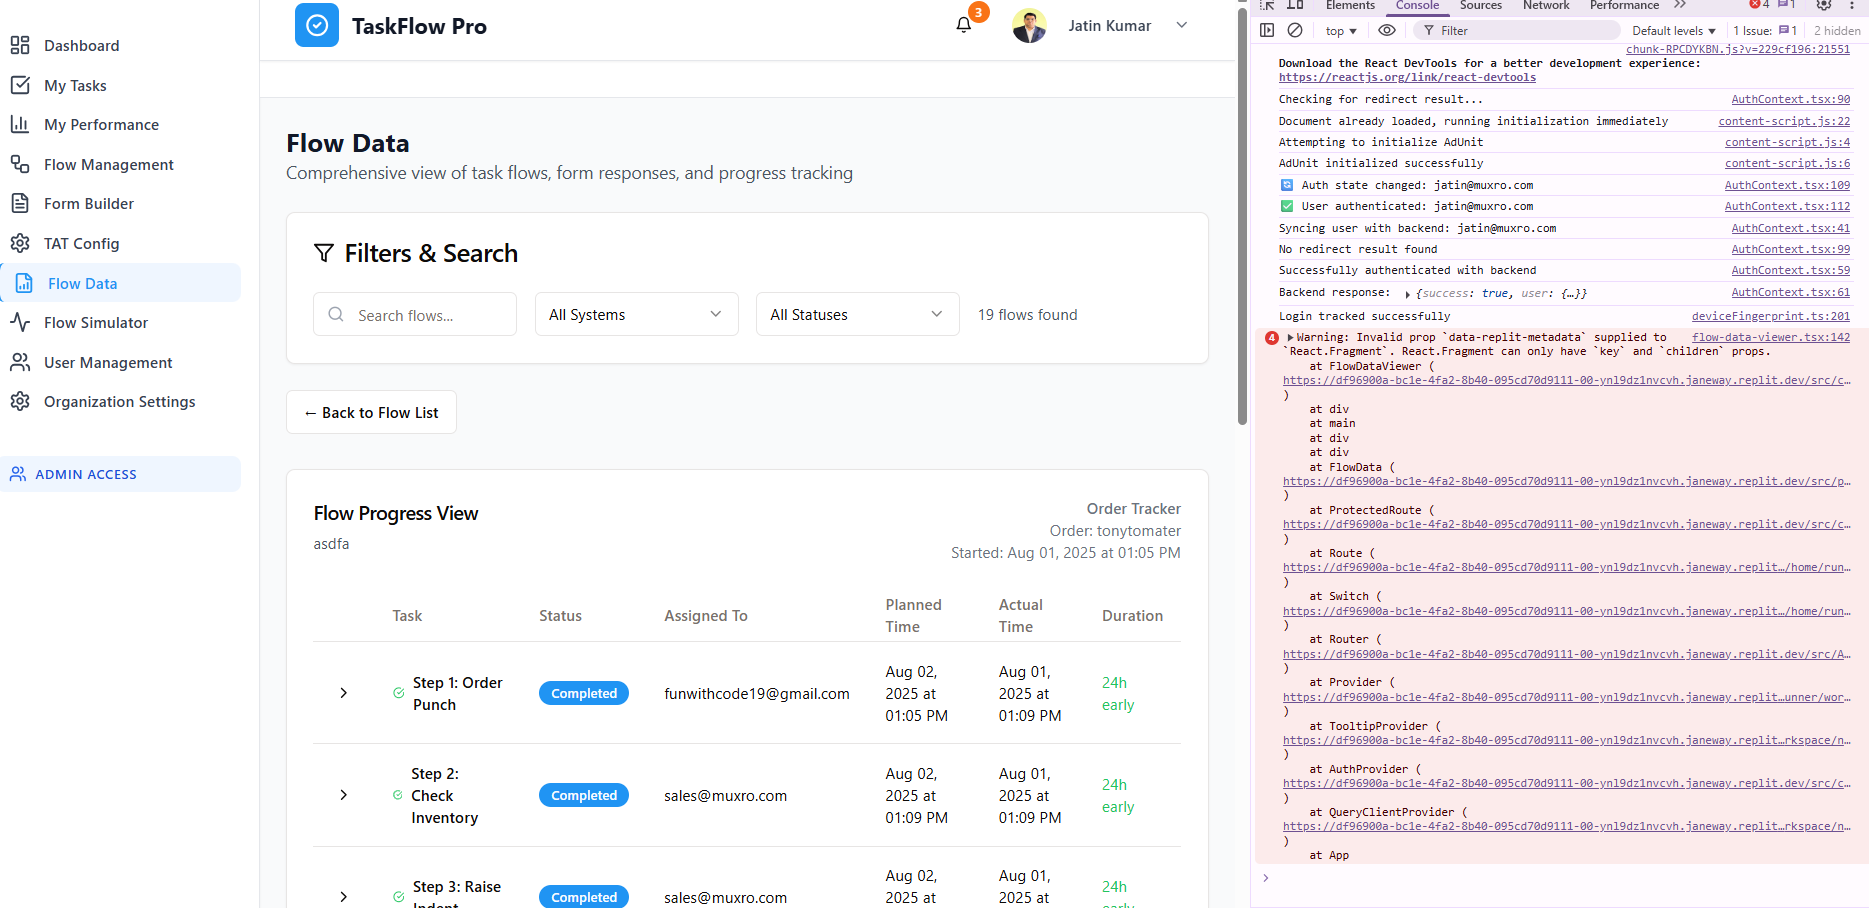 Dashboard
My Tasks
My Performance
Flow Management
Form Builder
TAT Config
Flow Data
Flow Simulator
User Management
Organization Settings
ADMIN ACCESS
TaskFlow Pro
3
Jatin Kumar
Flow Data
Comprehensive view of task flows, form responses, and progress tracking
Filters & Search
Search flows...
All Systems
All Statuses
19 flows found
← Back to Flow List
Flow Progress View
asdfa
Order Tracker
Order: tonytomater
Started: Aug 01, 2025 at 01:05 PM
Task Status Assigned To Planned Time Actual Time Duration
Step 1: Order Punch Completed funwithcode19@gmail.com Aug 02, 2025 at 01:05 PM Aug 01, 2025 at 01:09 PM 24h early
Step 2: Check Inventory Completed sales@muxro.com Aug 02, 2025 at 01:09 PM Aug 01, 2025 at 01:09 PM 24h early
Step 3: Raise Indent Completed sales@muxro.com Aug 02, 2025 at Aug 01, 2025 at 24h early
Elements Console Sources Network Performance 4 1
top Filter Default levels 1 Issue: 1 2 hidden
chunk-RPCDYKBN.js?v=229cf196:21551
Download the React DevTools for a better development experience:
https://reactjs.org/link/react-devtools
Checking for redirect result... AuthContext.tsx:90
Document already loaded, running initialization immediately content-script.js:22
Attempting to initialize AdUnit content-script.js:4
AdUnit initialized successfully content-script.js:6
Auth state changed: jatin@muxro.com AuthContext.tsx:109
User authenticated: jatin@muxro.com AuthContext.tsx:112
Syncing user with backend: jatin@muxro.com AuthContext.tsx:41
No redirect result found AuthContext.tsx:99
Successfully authenticated with backend AuthContext.tsx:59
Backend response: {success: true, user: {…}} AuthContext.tsx:61
Login tracked successfully deviceFingerprint.ts:201
4 Warning: Invalid prop `data-replit-metadata` supplied to flow-data-viewer.tsx:142
`React.Fragment`. React.Fragment can only have `key` and `children` props.
at FlowDataViewer (
https://df96900a-bc1e-4fa2-8b40-095cd70d9111-00-ynl9dz1nvcvh.janeway.replit.dev/src/c…
)
at div
at main
at div
at div
at FlowData (
https://df96900a-bc1e-4fa2-8b40-095cd70d9111-00-ynl9dz1nvcvh.janeway.replit.dev/src/p…
)
at ProtectedRoute (
https://df96900a-bc1e-4fa2-8b40-095cd70d9111-00-ynl9dz1nvcvh.janeway.replit.dev/src/c…
)
at Route (
https://df96900a-bc1e-4fa2-8b40-095cd70d9111-00-ynl9dz1nvcvh.janeway.replit…/home/run…
)
at Switch (
https://df96900a-bc1e-4fa2-8b40-095cd70d9111-00-ynl9dz1nvcvh.janeway.replit…/home/run…
)
at Router (
https://df96900a-bc1e-4fa2-8b40-095cd70d9111-00-ynl9dz1nvcvh.janeway.replit.dev/src/A…
)
at Provider (
https://df96900a-bc1e-4fa2-8b40-095cd70d9111-00-ynl9dz1nvcvh.janeway.replit…unner/wor…
)
at TooltipProvider (
https://df96900a-bc1e-4fa2-8b40-095cd70d9111-00-ynl9dz1nvcvh.janeway.replit…rkspace/n…
)
at AuthProvider (
https://df96900a-bc1e-4fa2-8b40-095cd70d9111-00-ynl9dz1nvcvh.janeway.replit.dev/src/c…
)
at QueryClientProvider (
https://df96900a-bc1e-4fa2-8b40-095cd70d9111-00-ynl9dz1nvcvh.janeway.replit…rkspace/n…
)
at App